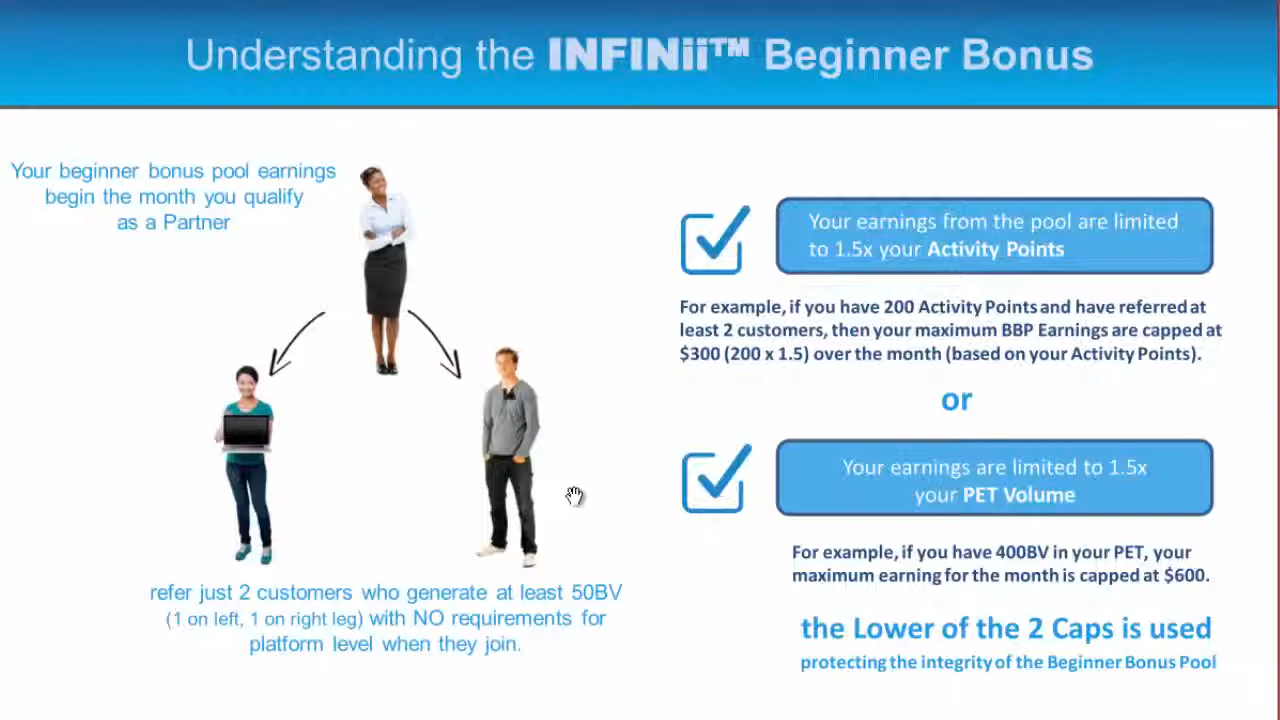 Understanding the INFINii™ Beginner Bonus
Your beginner bonus pool earnings
begin the month you qualify
as a Partner
refer just 2 customers who generate at least 50BV
(1 on left, 1 on right leg) with NO requirements for
platform level when they join.
Your earnings from the pool are limited
to 1.5x your Activity Points
For example, if you have 200 Activity Points and have referred at
least 2 customers, then your maximum BBP Earnings are capped at
$300 (200 x 1.5) over the month (based on your Activity Points).
or
Your earnings are limited to 1.5x
your PET Volume
For example, if you have 400BV in your PET, your
maximum earning for the month is capped at $600.
the Lower of the 2 Caps is used
protecting the integrity of the Beginner Bonus Pool